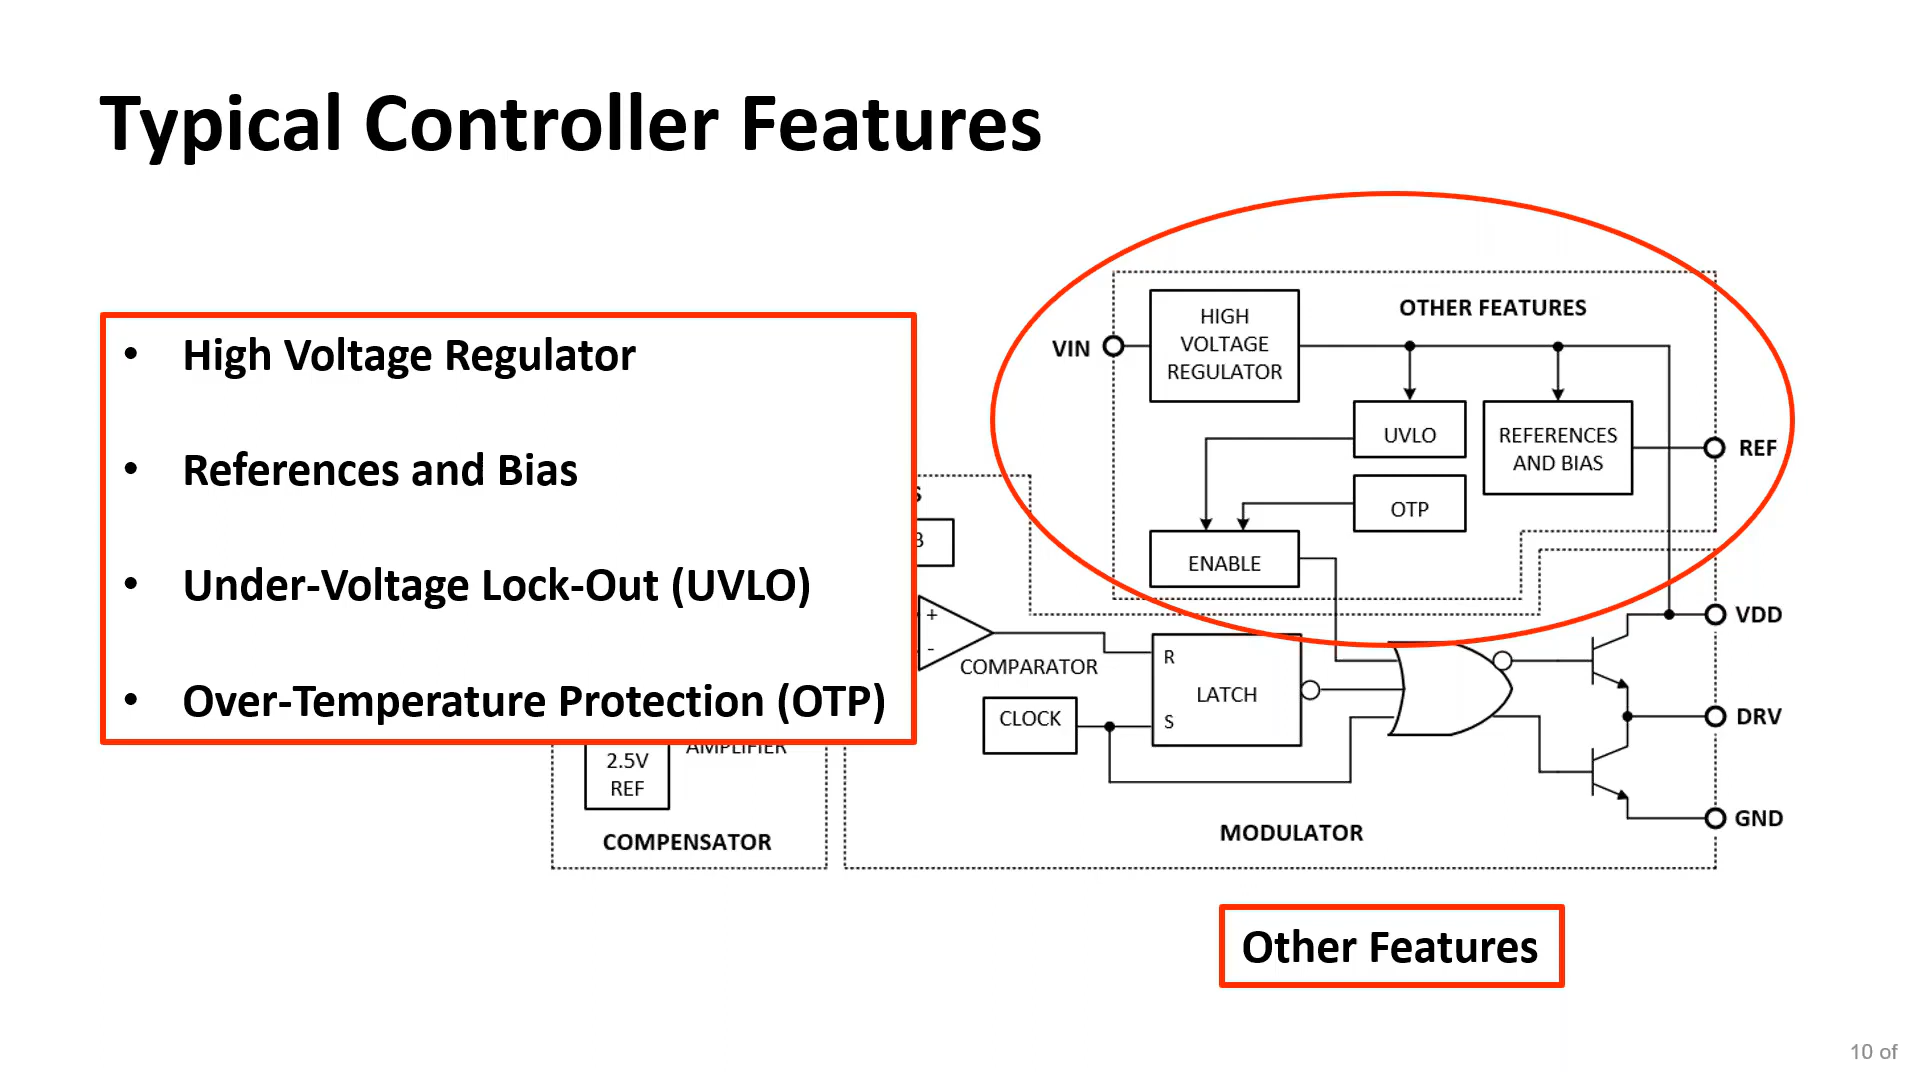 Typical Controller Features
• High Voltage Regulator
• References and Bias
• Under-Voltage Lock-Out (UVLO)
• Over-Temperature Protection (OTP)
OTHER FEATURES
VIN
HIGH
VOLTAGE
REGULATOR
UVLO
REFERENCES
AND BIAS
REF
OTP
ENABLE
+
-
COMPARATOR
R
LATCH
S
CLOCK
VDD
DRV
GND
AMPLIFIER
2.5V
REF
COMPENSATOR
MODULATOR
Other Features
10 of